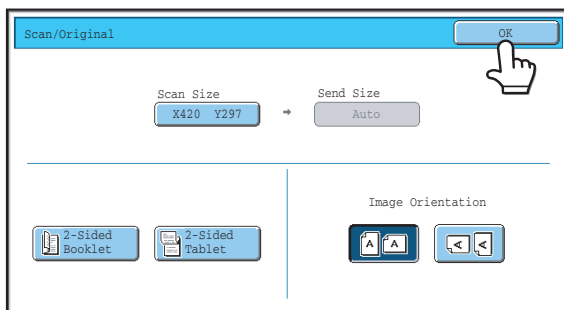 Scan/Original
OK
Scan Size
Send Size
X420 Y297
Auto
Image Orientation
2-Sided
Booklet
2-Sided
Tablet
A A
A A